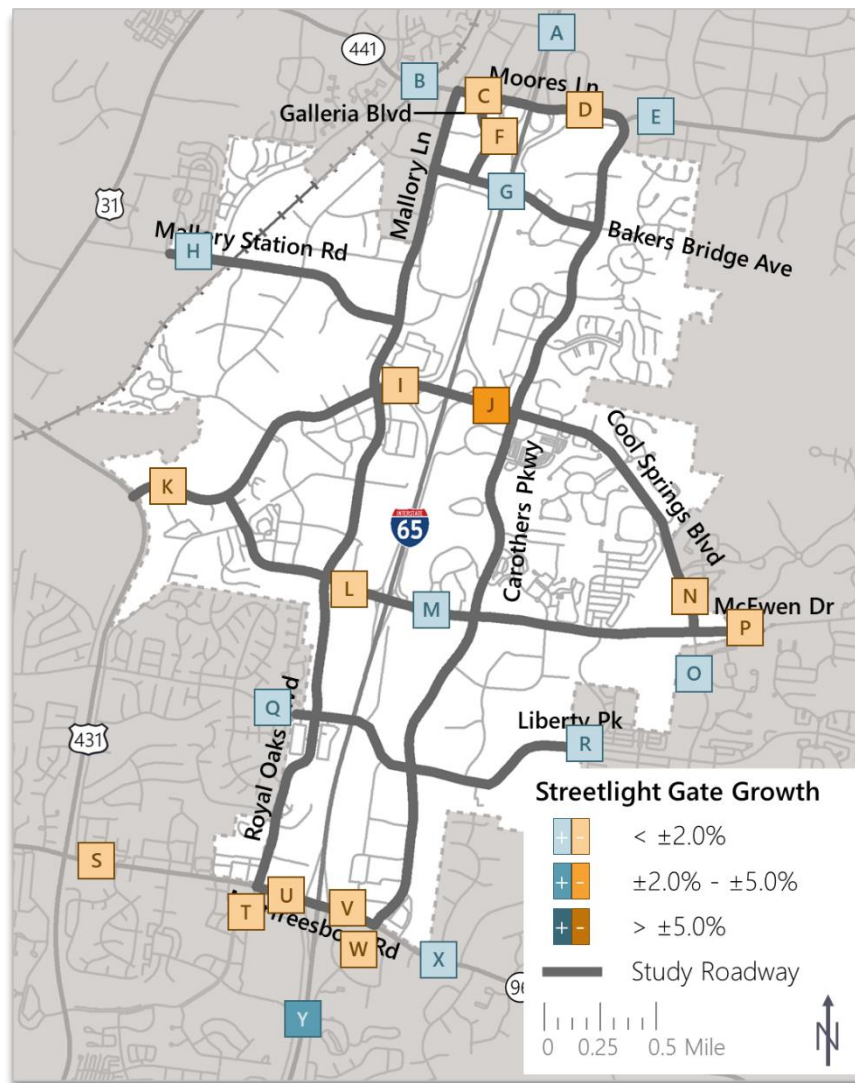 A
441
B
Moores Ln
C
D
E
Galleria Blvd
F
G
31
Mallory Ln
Mallory Station Rd
H
Bakers Bridge Ave
I
J
Cool Springs Blvd
K
Carothers Pkwy
INTERSTATE
65
L
M
N
McEwen Dr
P
O
Q
Royal Oaks
Liberty Pk
R
431
S
T
U
V
W
X
96
Y
Streetlight Gate Growth
+ - < ±2.0%
+ - ±2.0% - ±5.0%
+ - > ±5.0%
Study Roadway
0 0.25 0.5 Mile
N